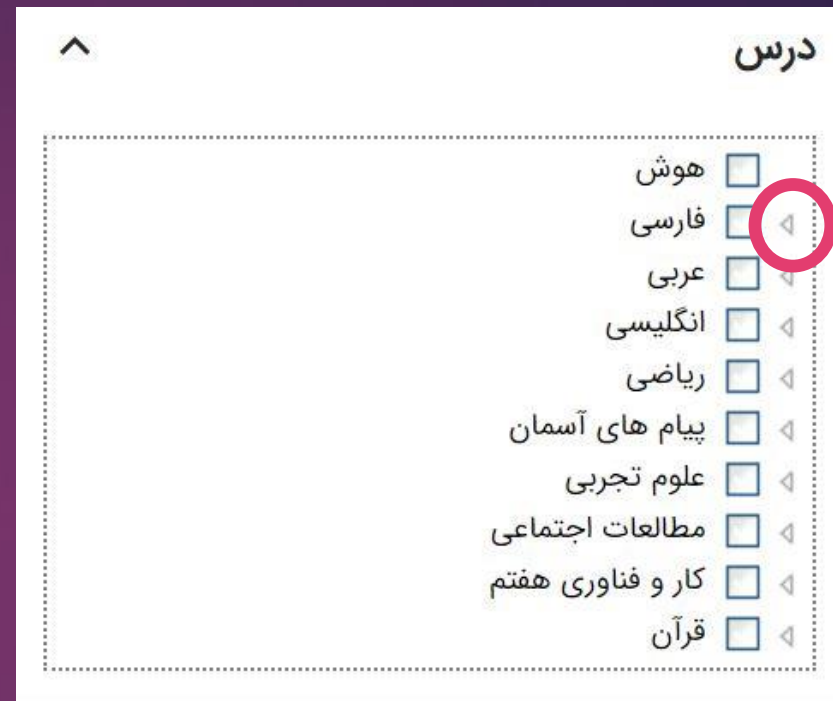 درس
هوش
فارسی
عربی
انگلیسی
ریاضی
پیام های آسمان
علوم تجربی
مطالعات اجتماعی
کار و فناوری هفتم
قرآن